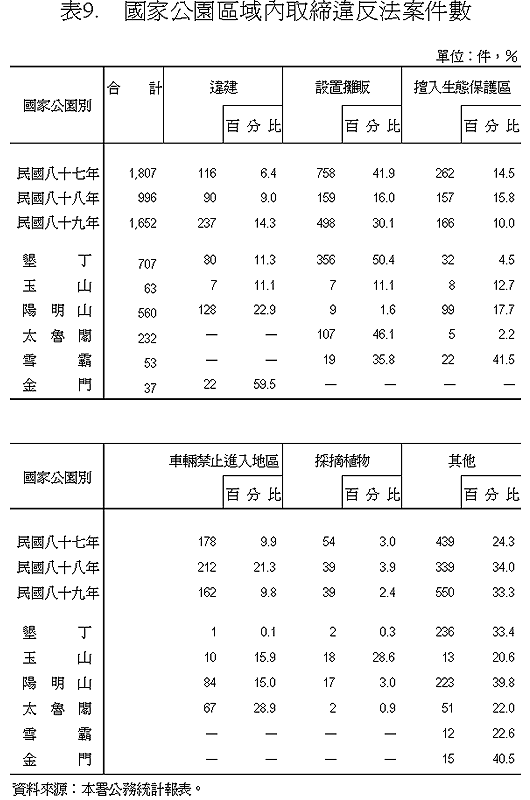 表9. 國家公園區域內取締違反法案件數
單位：件，%
國家公園別 合計 違建 設置攤販 擅入生態保護區
百分比 百分比 百分比
民國八十七年 1,807 116 6.4 758 41.9 262 14.5
民國八十八年 996 90 9.0 159 16.0 157 15.8
民國八十九年 1,652 237 14.3 498 30.1 166 10.0
墾丁 707 80 11.3 356 50.4 32 4.5
玉山 63 7 11.1 7 11.1 8 12.7
陽明山 560 128 22.9 9 1.6 99 17.7
太魯閣 232 — — 107 46.1 5 2.2
雪霸 53 — — 19 35.8 22 41.5
金門 37 22 59.5 — — — —
國家公園別 車輛禁止進入地區 採摘植物 其他
百分比 百分比 百分比
民國八十七年 178 9.9 54 3.0 439 24.3
民國八十八年 212 21.3 39 3.9 339 34.0
民國八十九年 162 9.8 39 2.4 550 33.3
墾丁 1 0.1 2 0.3 236 33.4
玉山 10 15.9 18 28.6 13 20.6
陽明山 84 15.0 17 3.0 223 39.8
太魯閣 67 28.9 2 0.9 51 22.0
雪霸 — — — — 12 22.6
金門 — — — — 15 40.5
資料來源：本署公務統計報表。